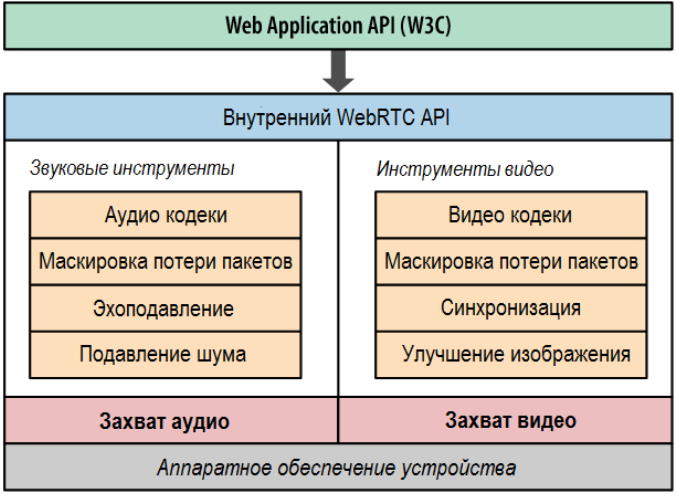 Web Application API (W3C)
Внутренний WebRTC API
Звуковые инструменты
Аудио кодеки
Маскировка потери пакетов
Эхоподавление
Подавление шума
Инструменты видео
Видео кодеки
Маскировка потери пакетов
Синхронизация
Улучшение изображения
Захват аудио
Захват видео
Аппаратное обеспечение устройства